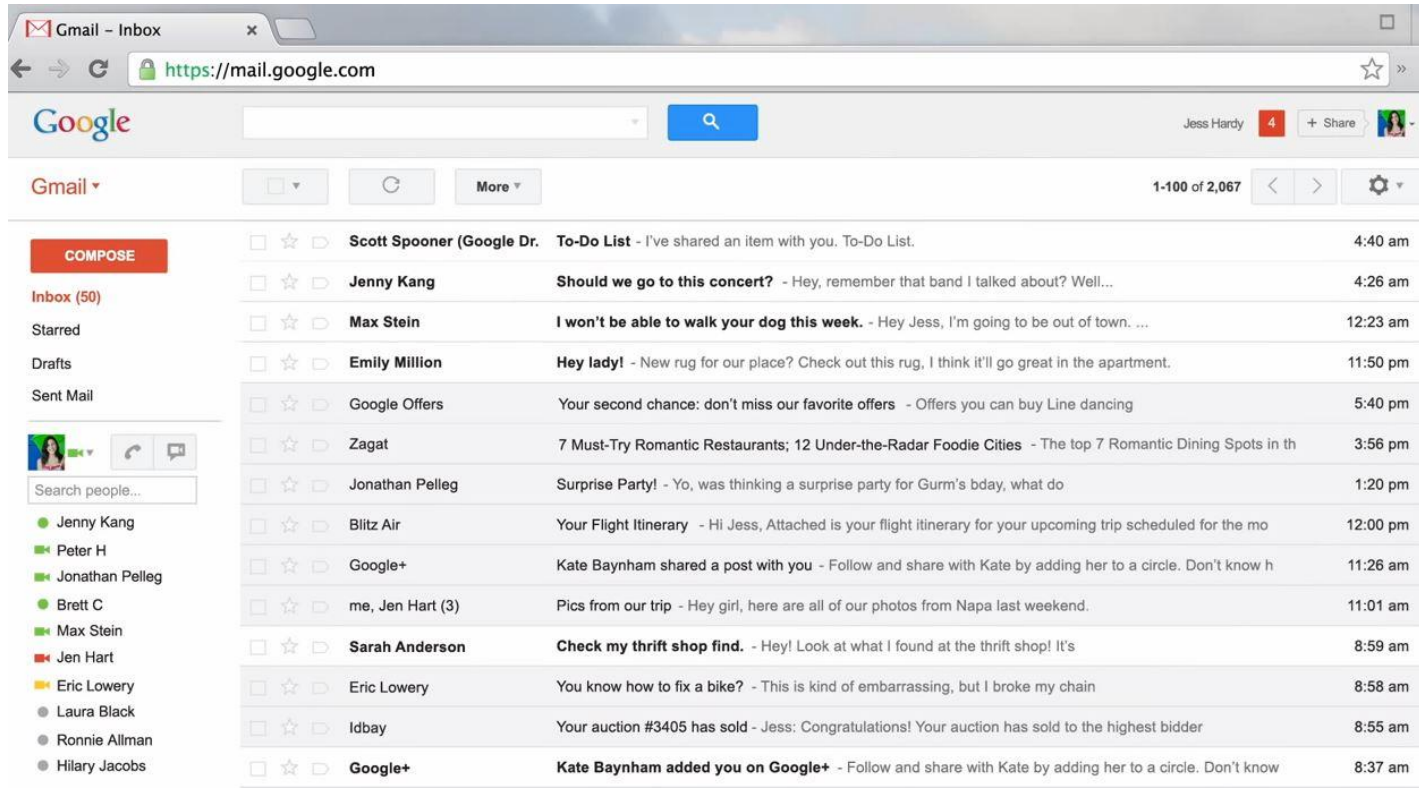 Gmail – Inbox
https://mail.google.com
Google
Jess Hardy 4 + Share
Gmail
More
1-100 of 2,067
COMPOSE
Inbox (50)
Starred
Drafts
Sent Mail
Search people...
Jenny Kang
Peter H
Jonathan Pelleg
Brett C
Max Stein
Jen Hart
Eric Lowery
Laura Black
Ronnie Allman
Hilary Jacobs
Scott Spooner (Google Dr. To-Do List - I've shared an item with you. To-Do List. 4:40 am
Jenny Kang Should we go to this concert? - Hey, remember that band I talked about? Well... 4:26 am
Max Stein I won't be able to walk your dog this week. - Hey Jess, I'm going to be out of town. ... 12:23 am
Emily Million Hey lady! - New rug for our place? Check out this rug, I think it'll go great in the apartment. 11:50 pm
Google Offers Your second chance: don't miss our favorite offers - Offers you can buy Line dancing 5:40 pm
Zagat 7 Must-Try Romantic Restaurants; 12 Under-the-Radar Foodie Cities - The top 7 Romantic Dining Spots in th 3:56 pm
Jonathan Pelleg Surprise Party! - Yo, was thinking a surprise party for Gurm's bday, what do 1:20 pm
Blitz Air Your Flight Itinerary - Hi Jess, Attached is your flight itinerary for your upcoming trip scheduled for the mo 12:00 pm
Google+ Kate Baynham shared a post with you - Follow and share with Kate by adding her to a circle. Don't know h 11:26 am
me, Jen Hart (3) Pics from our trip - Hey girl, here are all of our photos from Napa last weekend. 11:01 am
Sarah Anderson Check my thrift shop find. - Hey! Look at what I found at the thrift shop! It's 8:59 am
Eric Lowery You know how to fix a bike? - This is kind of embarrassing, but I broke my chain 8:58 am
Idbay Your auction #3405 has sold - Jess: Congratulations! Your auction has sold to the highest bidder 8:55 am
Google+ Kate Baynham added you on Google+ - Follow and share with Kate by adding her to a circle. Don't know 8:37 am